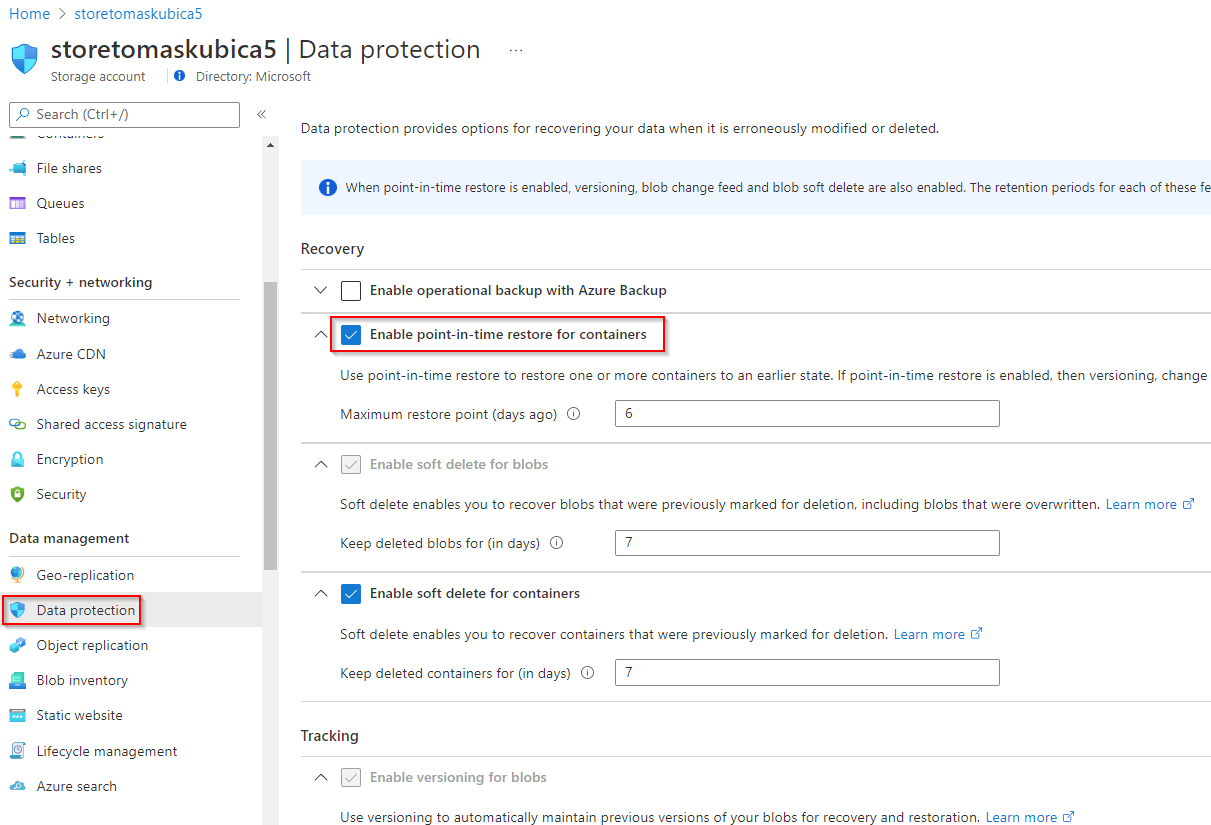 Home > storetomaskubica5
storetomaskubica5 | Data protection ...
Storage account Directory: Microsoft
Search (Ctrl+/) «
Containers
File shares
Queues
Tables
Security + networking
Networking
Azure CDN
Access keys
Shared access signature
Encryption
Security
Data management
Geo-replication
Data protection
Object replication
Blob inventory
Static website
Lifecycle management
Azure search
Data protection provides options for recovering your data when it is erroneously modified or deleted.
When point-in-time restore is enabled, versioning, blob change feed and blob soft delete are also enabled. The retention periods for each of these fe
Recovery
Enable operational backup with Azure Backup
Enable point-in-time restore for containers
Use point-in-time restore to restore one or more containers to an earlier state. If point-in-time restore is enabled, then versioning, change
Maximum restore point (days ago) 6
Enable soft delete for blobs
Soft delete enables you to recover blobs that were previously marked for deletion, including blobs that were overwritten. Learn more
Keep deleted blobs for (in days) 7
Enable soft delete for containers
Soft delete enables you to recover containers that were previously marked for deletion. Learn more
Keep deleted containers for (in days) 7
Tracking
Enable versioning for blobs
Use versioning to automatically maintain previous versions of your blobs for recovery and restoration. Learn more